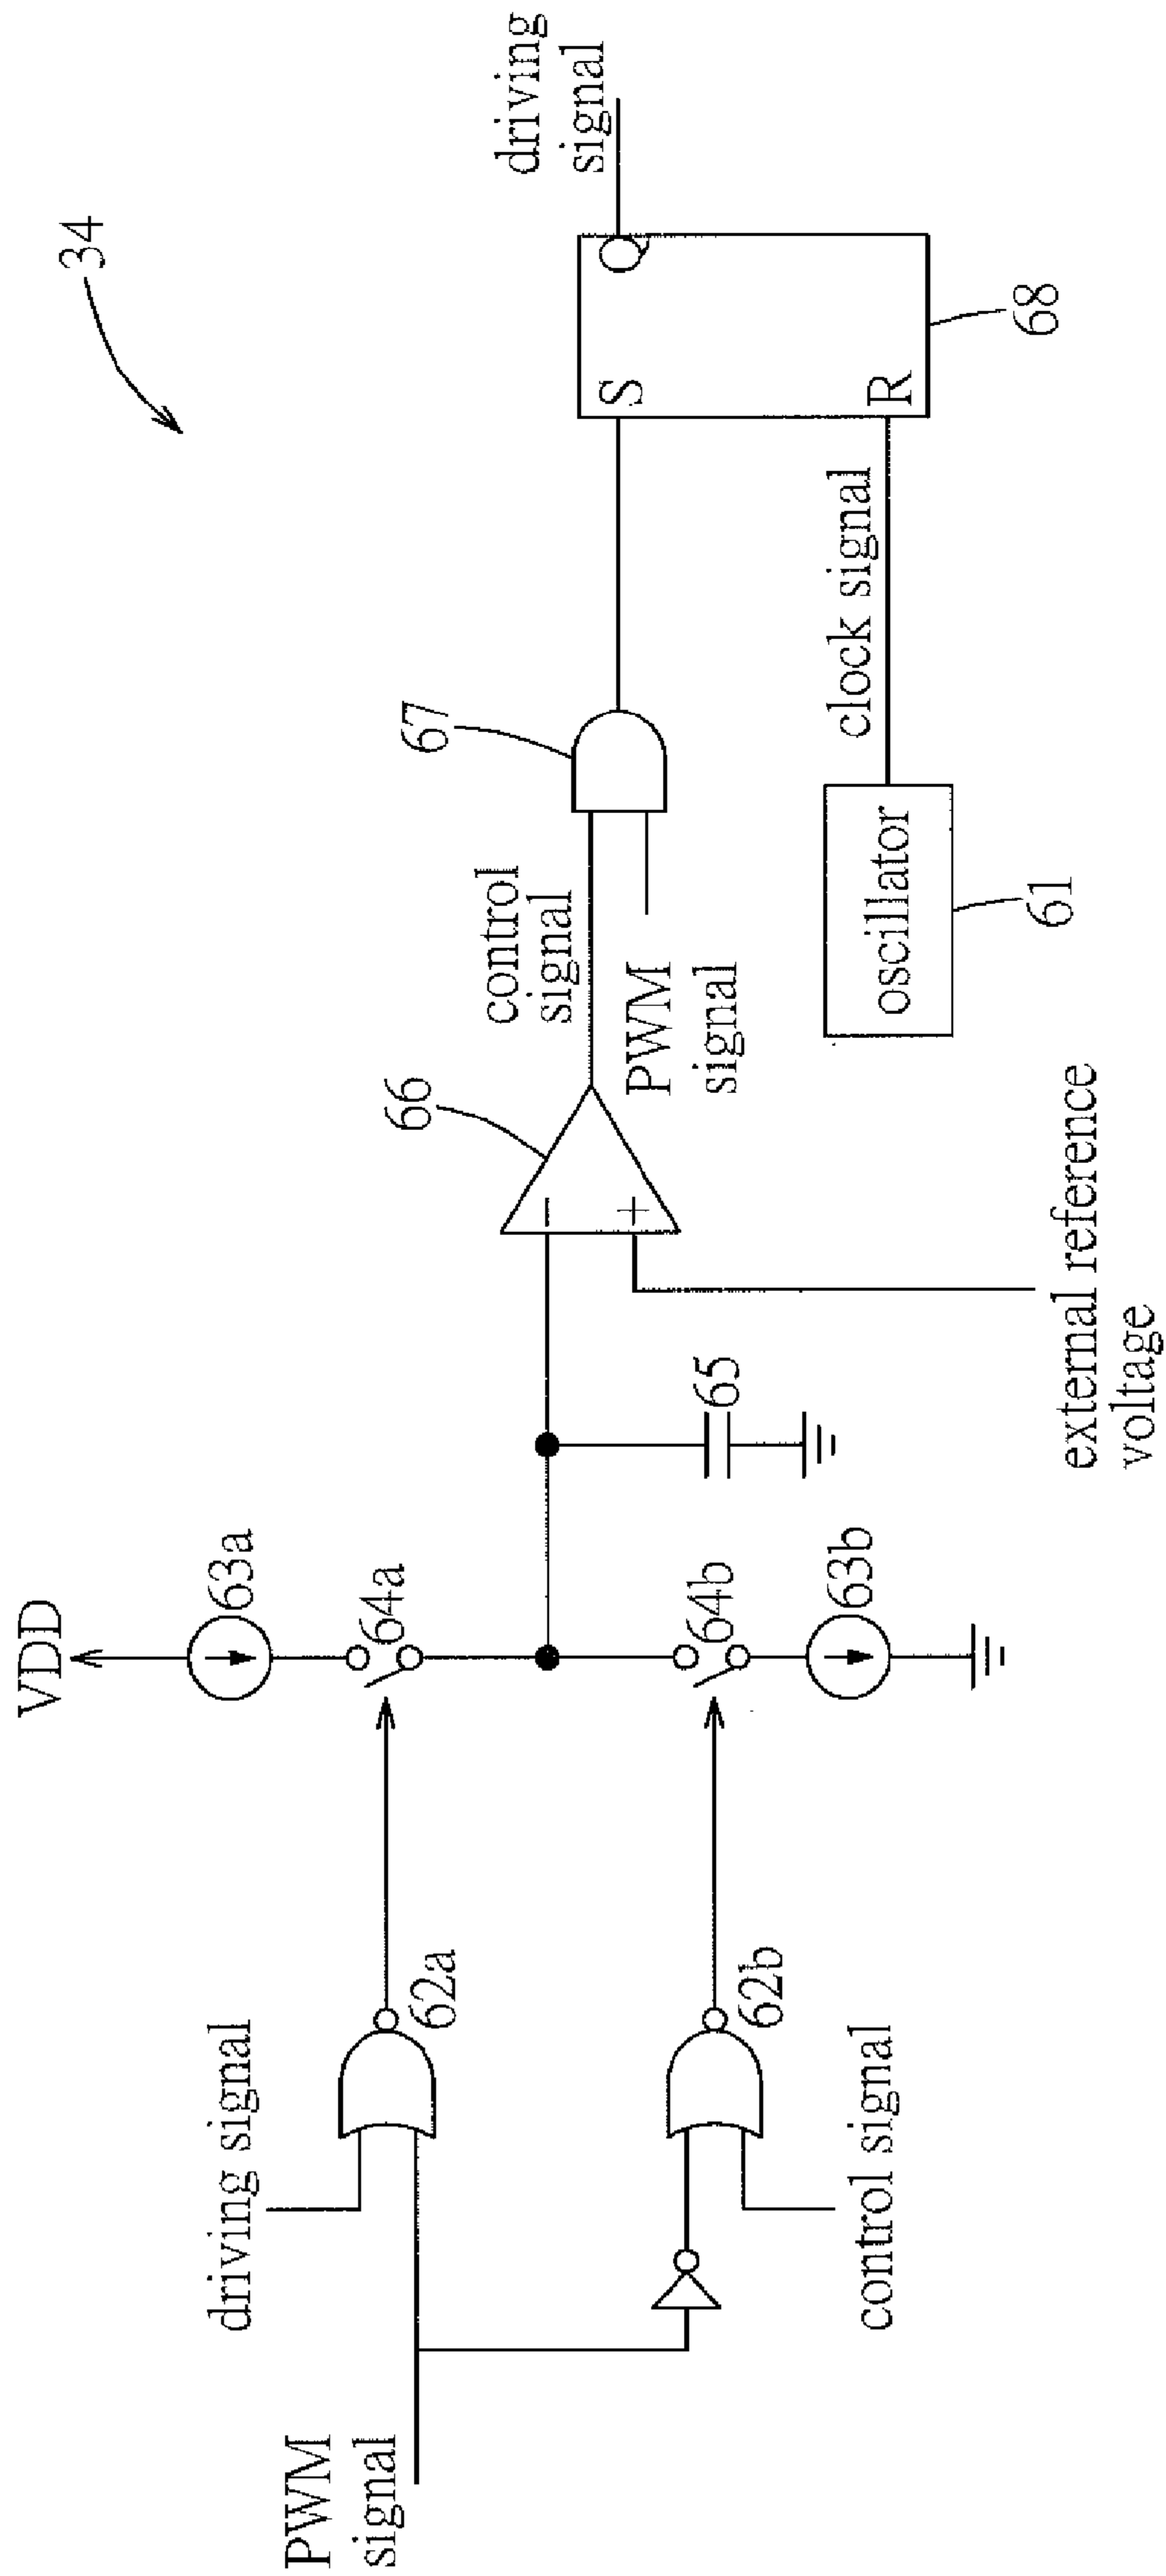 34
VDD
63a
64a
64b
63b
65
driving signal
PWM
signal
62a
62b
control signal
66
external reference
voltage
control
signal
PWM
signal
67
oscillator
61
clock signal
S
R
Q
68
driving
signal